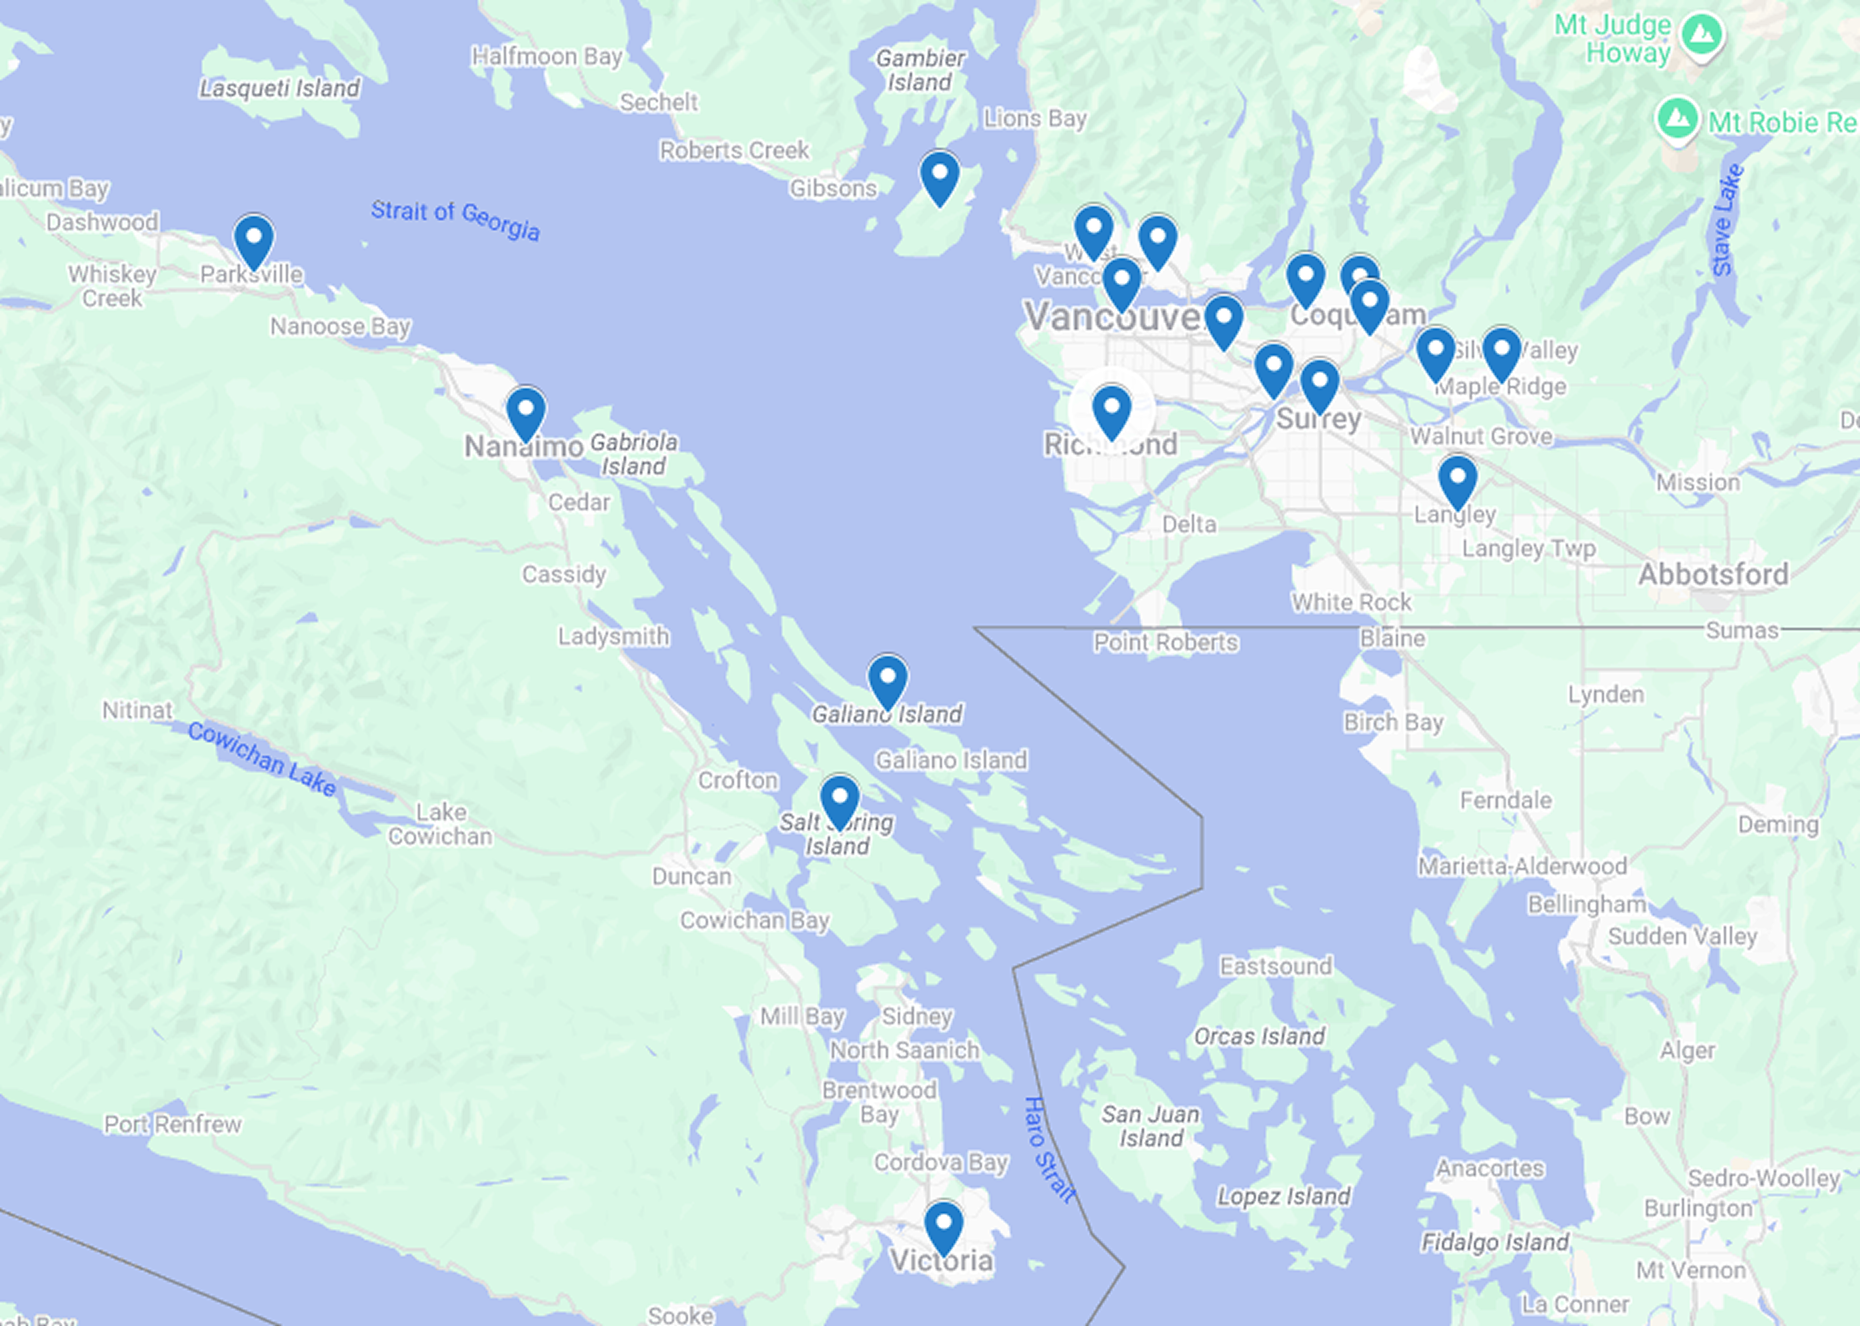 Mt Judge
Howay
Halfmoon Bay
Gambier
Island
Lasqueti Island
Sechelt
Lions Bay
Mt Robie Re
Roberts Creek
alicum Bay
Gibsons
Dashwood
Strait of Georgia
Stave Lake
West
Whiskey
Creek
Parksville
Nanoose Bay
Vancouve
Maple Ridge
Surrey
Richmond
Walnut Grove
Nanaimo
Gabriola
Island
Mission
Cedar
Langley
Delta
Langley Twp
Cassidy
Abbotsford
White Rock
Ladysmith
Point Roberts
Blaine
Sumas
Lynden
Nitinat
Galiano Island
Birch Bay
Cowichan Lake
Galiano Island
Crofton
Ferndale
Lake
Cowichan
Salt Spring
Island
Deming
Marietta-Alderwood
Duncan
Bellingham
Cowichan Bay
Sudden Valley
Eastsound
Mill Bay
Sidney
Orcas Island
North Saanich
Alger
Brentwood
Bay
Haro Strait
San Juan
Island
Bow
Port Renfrew
Cordova Bay
Anacortes
Sedro-Woolley
Lopez Island
Burlington
Fidalgo Island
Victoria
Mt Vernon
La Conner
Sooke